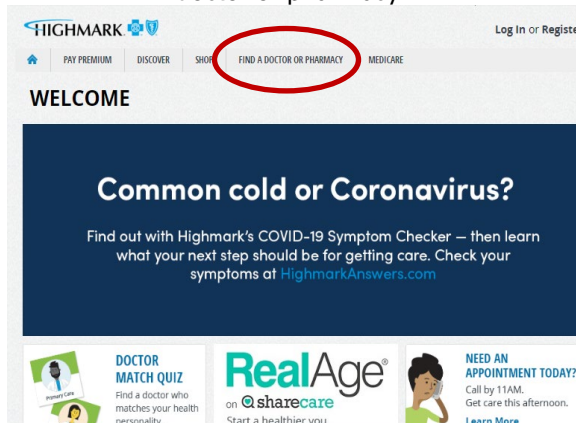 HIGHMARK
Log In or Registe
PAY PREMIUM DISCOVER SHOP FIND A DOCTOR OR PHARMACY MEDICARE
WELCOME
Common cold or Coronavirus?
Find out with Highmark's COVID-19 Symptom Checker — then learn
what your next step should be for getting care. Check your
symptoms at HighmarkAnswers.com
Primary Care
DOCTOR
MATCH QUIZ
Find a doctor who
matches your health
personality
RealAge®
on sharecare
Start a healthier you
NEED AN
APPOINTMENT TODAY?
Call by 11AM.
Get care this afternoon.
Learn More